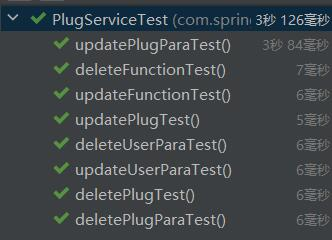 PlugServiceTest (com.sprin 3秒 126毫秒
updatePlugParaTest() 3秒 84毫秒
deleteFunctionTest() 7毫秒
updateFunctionTest() 6毫秒
updatePlugTest() 5毫秒
deleteUserParaTest() 6毫秒
updateUserParaTest() 6毫秒
deletePlugTest() 6毫秒
deletePlugParaTest() 6毫秒